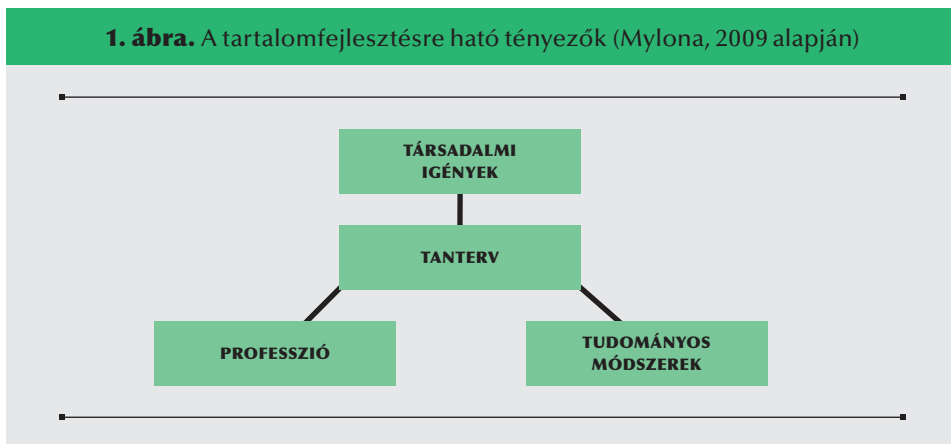 1. ábra. A tartalomfejlesztésre ható tényezők (Mylona, 2009 alapján)
TÁRSADALMI
IGÉNYEK
TANTERV
PROFESSZIÓ
TUDOMÁNYOS
MÓDSZEREK